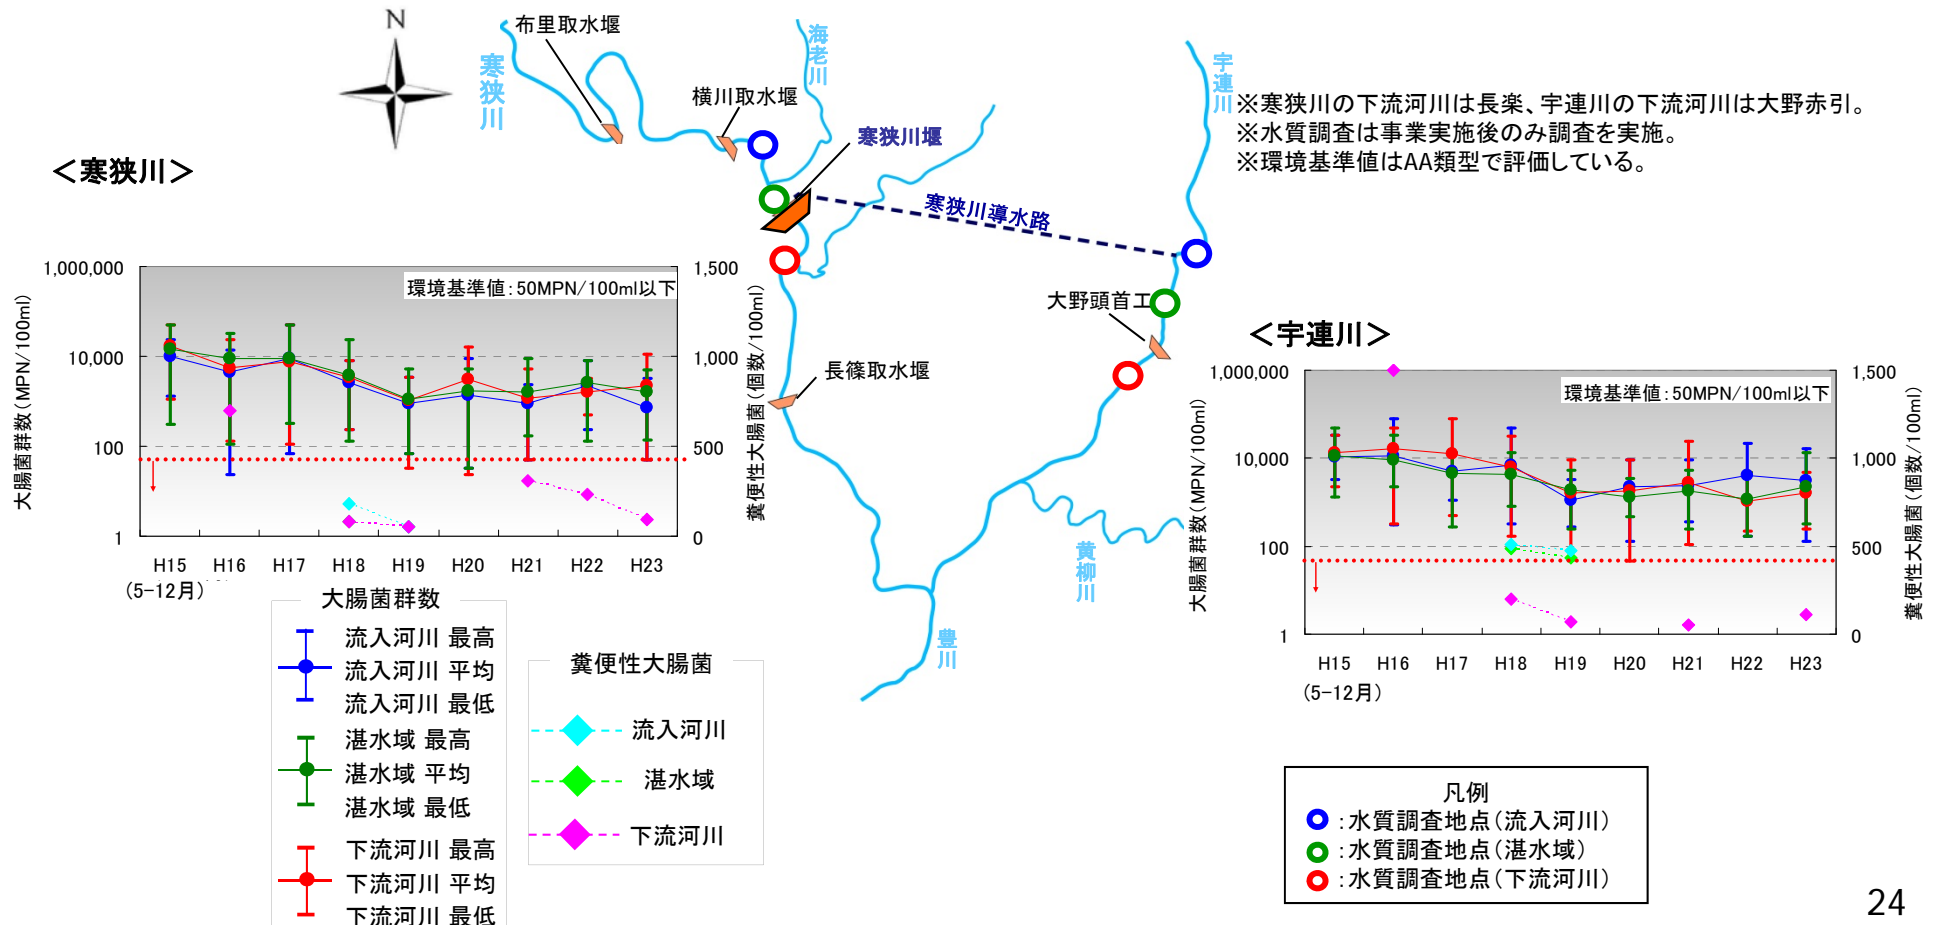 N
布里取水堰
寒狭川
海老川
横川取水堰
寒狭川堰
宇連川
※寒狭川の下流河川は長楽、宇連川の下流河川は大野赤引。
※水質調査は事業実施後のみ調査を実施。
※環境基準値はAA類型で評価している。
寒狭川導水路
大野頭首工
長篠取水堰
黄柳川
豊川
＜寒狭川＞
環境基準値：50MPN/100ml以下
大腸菌群数(MPN/100ml)
1,000,000
10,000
100
1
1,500
1,000
500
0
糞便性大腸菌(個数/100ml)
H15 H16 H17 H18 H19 H20 H21 H22 H23
(5-12月)
＜宇連川＞
環境基準値：50MPN/100ml以下
大腸菌群数(MPN/100ml)
1,000,000
10,000
100
1
1,500
1,000
500
0
糞便性大腸菌(個数/100ml)
H15 H16 H17 H18 H19 H20 H21 H22 H23
(5-12月)
大腸菌群数
流入河川 最高
流入河川 平均
流入河川 最低
湛水域 最高
湛水域 平均
湛水域 最低
下流河川 最高
下流河川 平均
下流河川 最低
糞便性大腸菌
流入河川
湛水域
下流河川
凡例
：水質調査地点(流入河川)
：水質調査地点(湛水域)
：水質調査地点(下流河川)
24